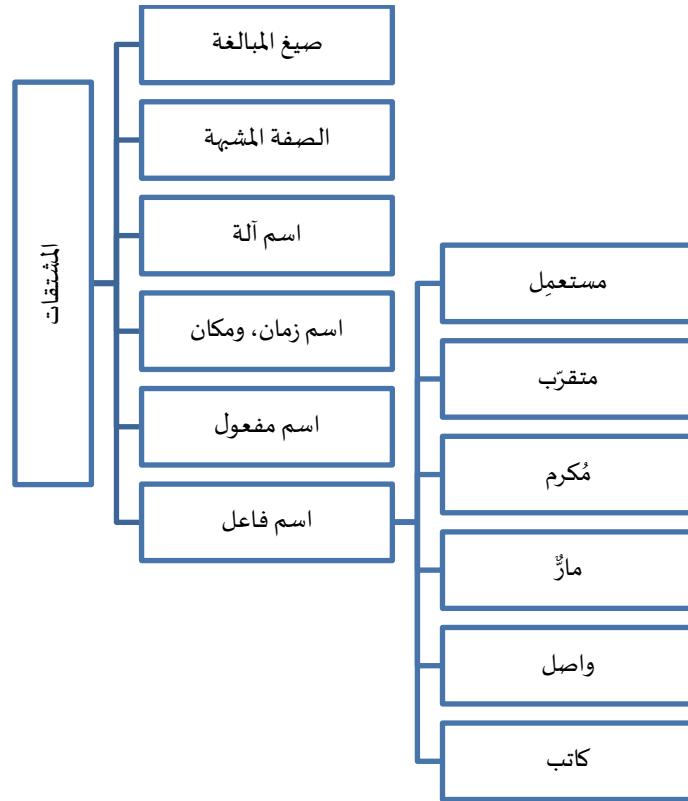 المشتقات
صيغ المبالغة
الصفة المشبهة
اسم آلة
اسم زمان، ومكان
اسم مفعول
اسم فاعل
مستعمِل
متقرّب
مُكرم
مارٌّ
واصل
كاتب